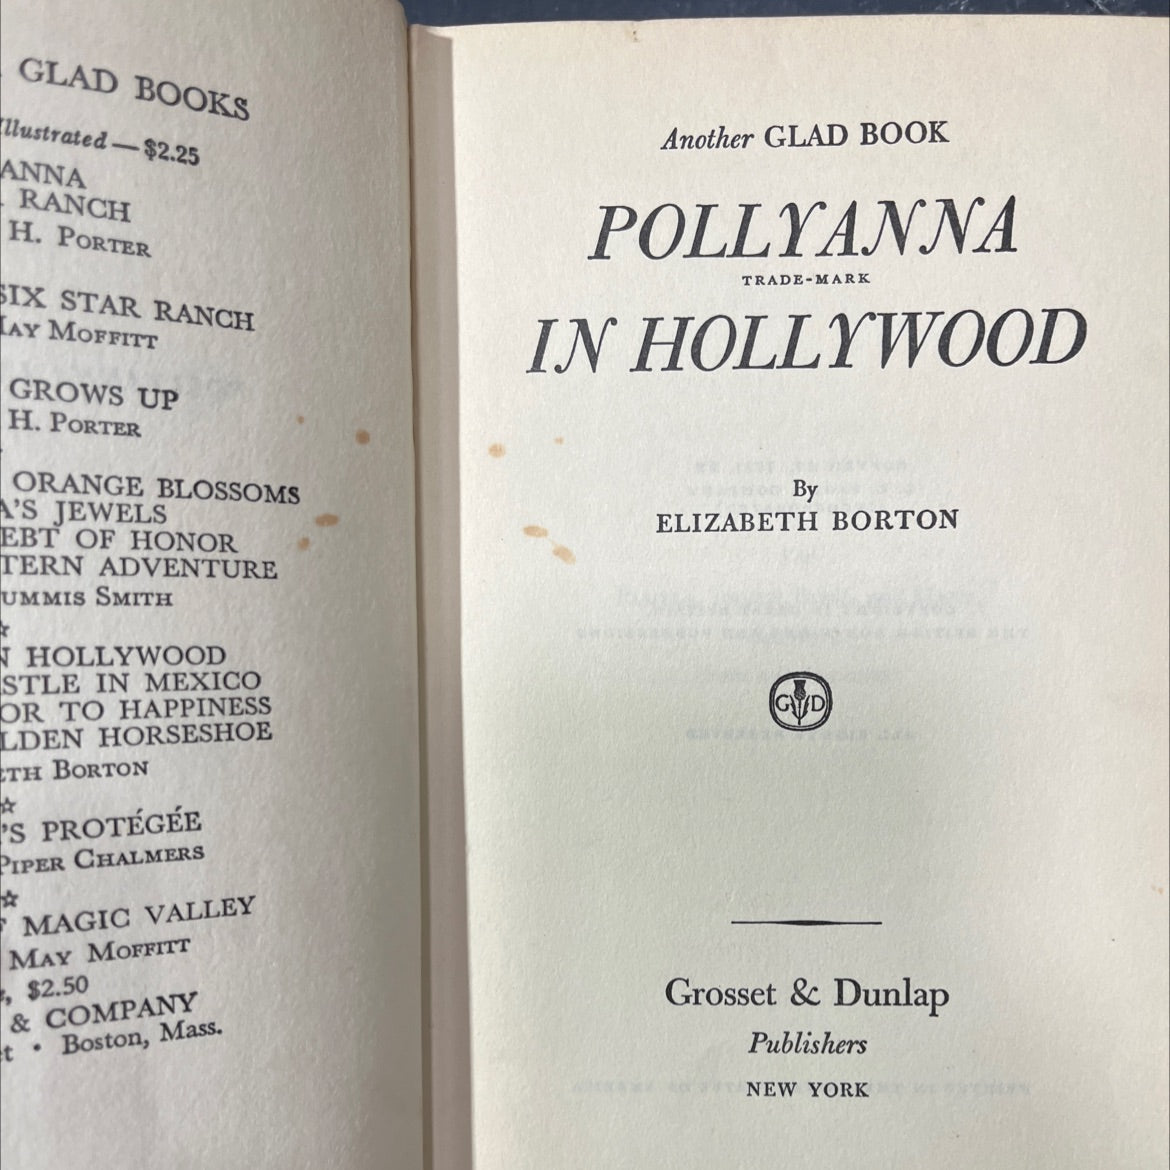 GLAD BOOKS
Illustrated — $2.25
ANNA
RANCH
H. PORTER
SIX STAR RANCH
MAY MOFFITT
GROWS UP
H. PORTER
ORANGE BLOSSOMS
A'S JEWELS
EBT OF HONOR
TERN ADVENTURE
UMMIS SMITH
N HOLLYWOOD
STLE IN MEXICO
OR TO HAPPINESS
LDEN HORSESHOE
ETH BORTON
'S PROTÉGÉE
PIPER CHALMERS
MAGIC VALLEY
MAY MOFFITT
, $2.50
& COMPANY
t • Boston, Mass.
Another GLAD BOOK
POLLYANNA
TRADE-MARK
IN HOLLYWOOD
By
ELIZABETH BORTON
G D
Grosset & Dunlap
Publishers
NEW YORK